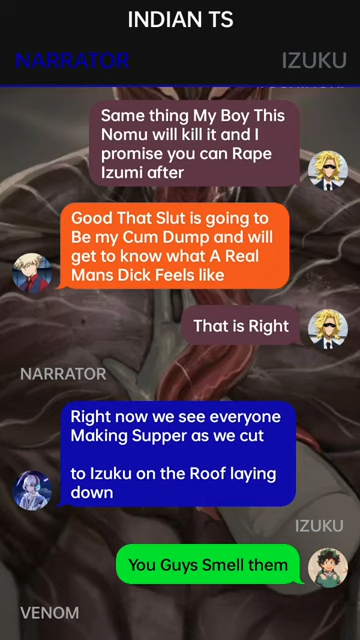 INDIAN TS
NARRATOR
IZUKU
Same thing My Boy This
Nomu will kill it and I
promise you can Rape
Izumi after
Good That Slut is going to
Be my Cum Dump and will
get to know what A Real
Mans Dick Feels like
That is Right
NARRATOR
Right now we see everyone
Making Supper as we cut
to Izuku on the Roof laying
down
IZUKU
You Guys Smell them
VENOM